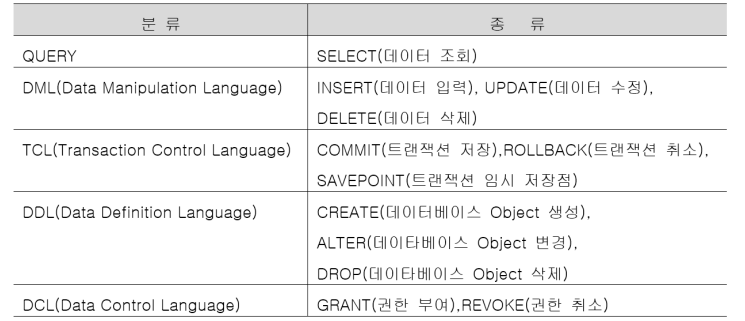 분 류 종 류
QUERY SELECT(데이터 조회)
DML(Data Manipulation Language) INSERT(데이터 입력), UPDATE(데이터 수정),
DELETE(데이터 삭제)
TCL(Transaction Control Language) COMMIT(트랜잭션 저장),ROLLBACK(트랜잭션 취소),
SAVEPOINT(트랜잭션 임시 저장점)
DDL(Data Definition Language) CREATE(데이터베이스 Object 생성),
ALTER(데이타베이스 Object 변경),
DROP(데이타베이스 Object 삭제)
DCL(Data Control Language) GRANT(권한 부여),REVOKE(권한 취소)